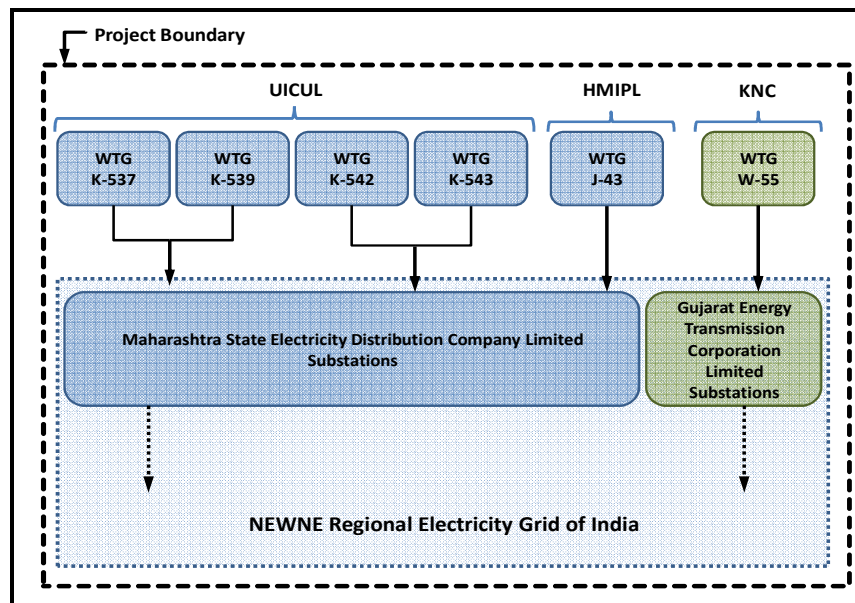 Project Boundary
UICUL
HMIPL
KNC
WTG
K-537
WTG
K-539
WTG
K-542
WTG
K-543
WTG
J-43
WTG
W-55
Maharashtra State Electricity Distribution Company Limited
Substations
Gujarat Energy
Transmission
Corporation
Limited
Substations
NEWNE Regional Electricity Grid of India